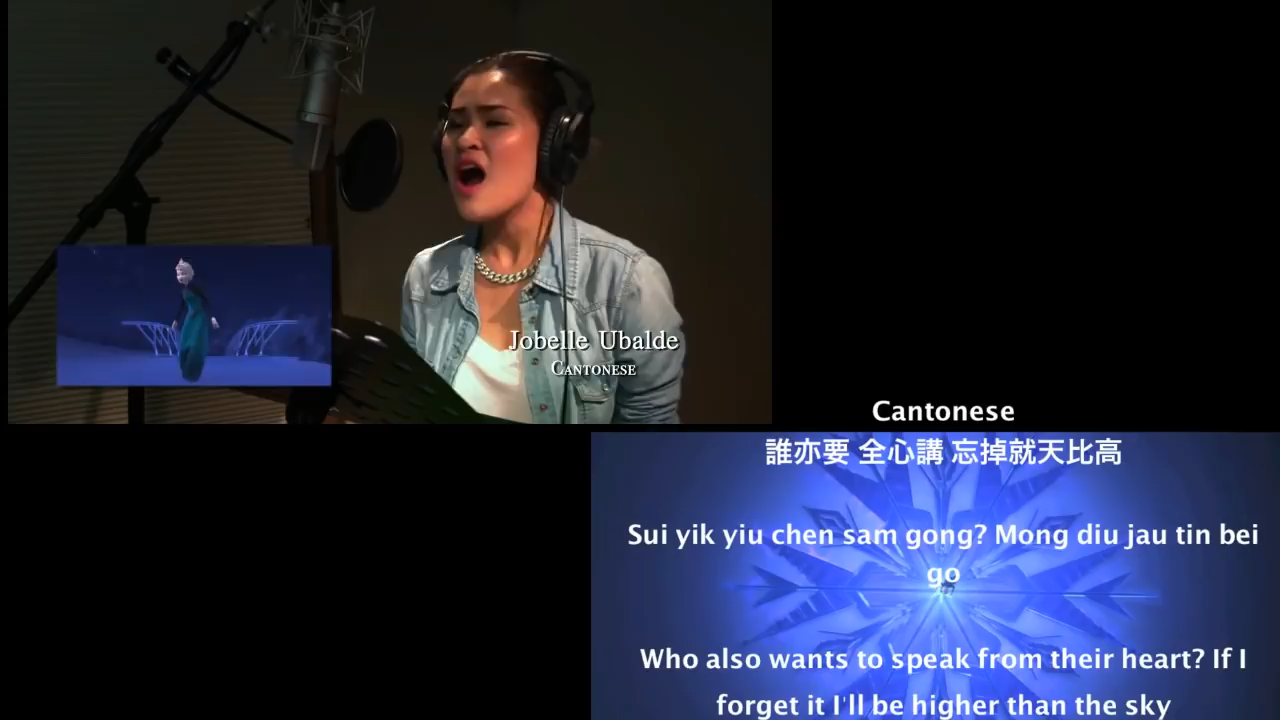 Jobelle Ubalde
Cantonese
Cantonese
誰亦要 全心講 忘掉就天比高
Sui yik yiu chen sam gong? Mong diu jau tin bei
go
Who also wants to speak from their heart? If I
forget it I'll be higher than the sky